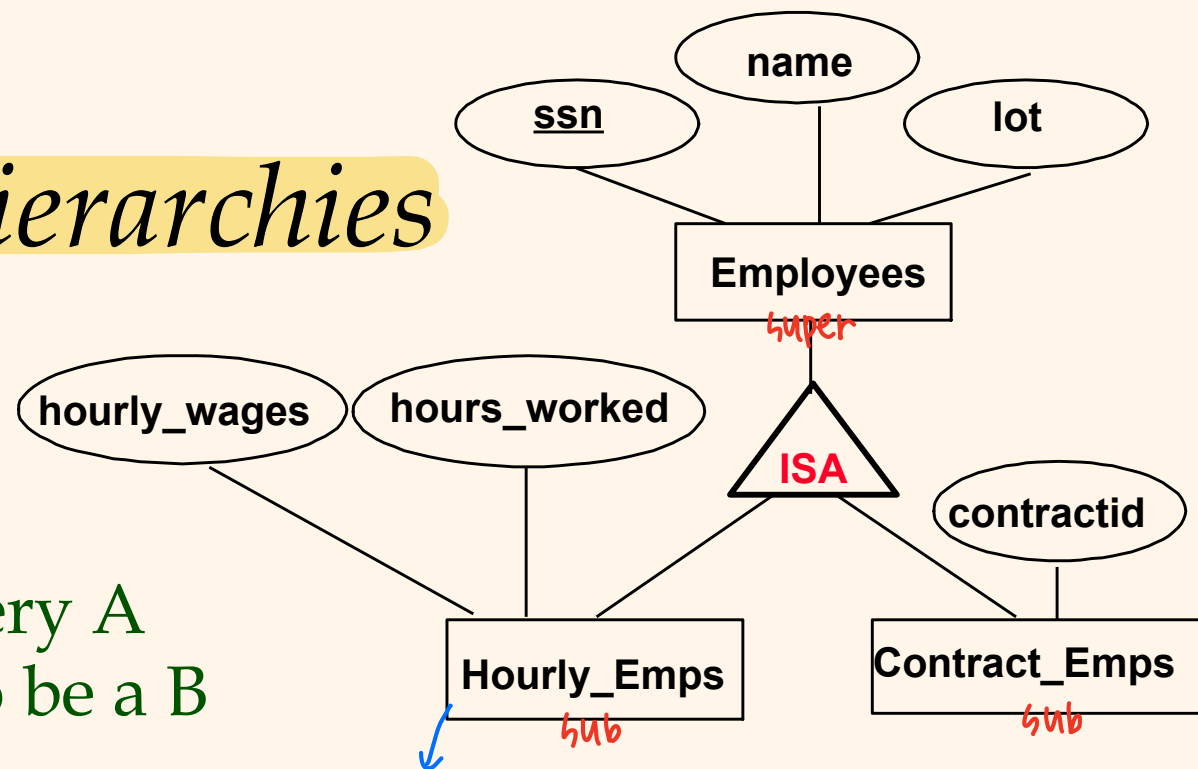 name
ssn
lot
ierarchies
Employees
super
hourly_wages
hours_worked
ISA
contractid
ery A
o be a B
Hourly_Emps
Contract_Emps
sub
sub